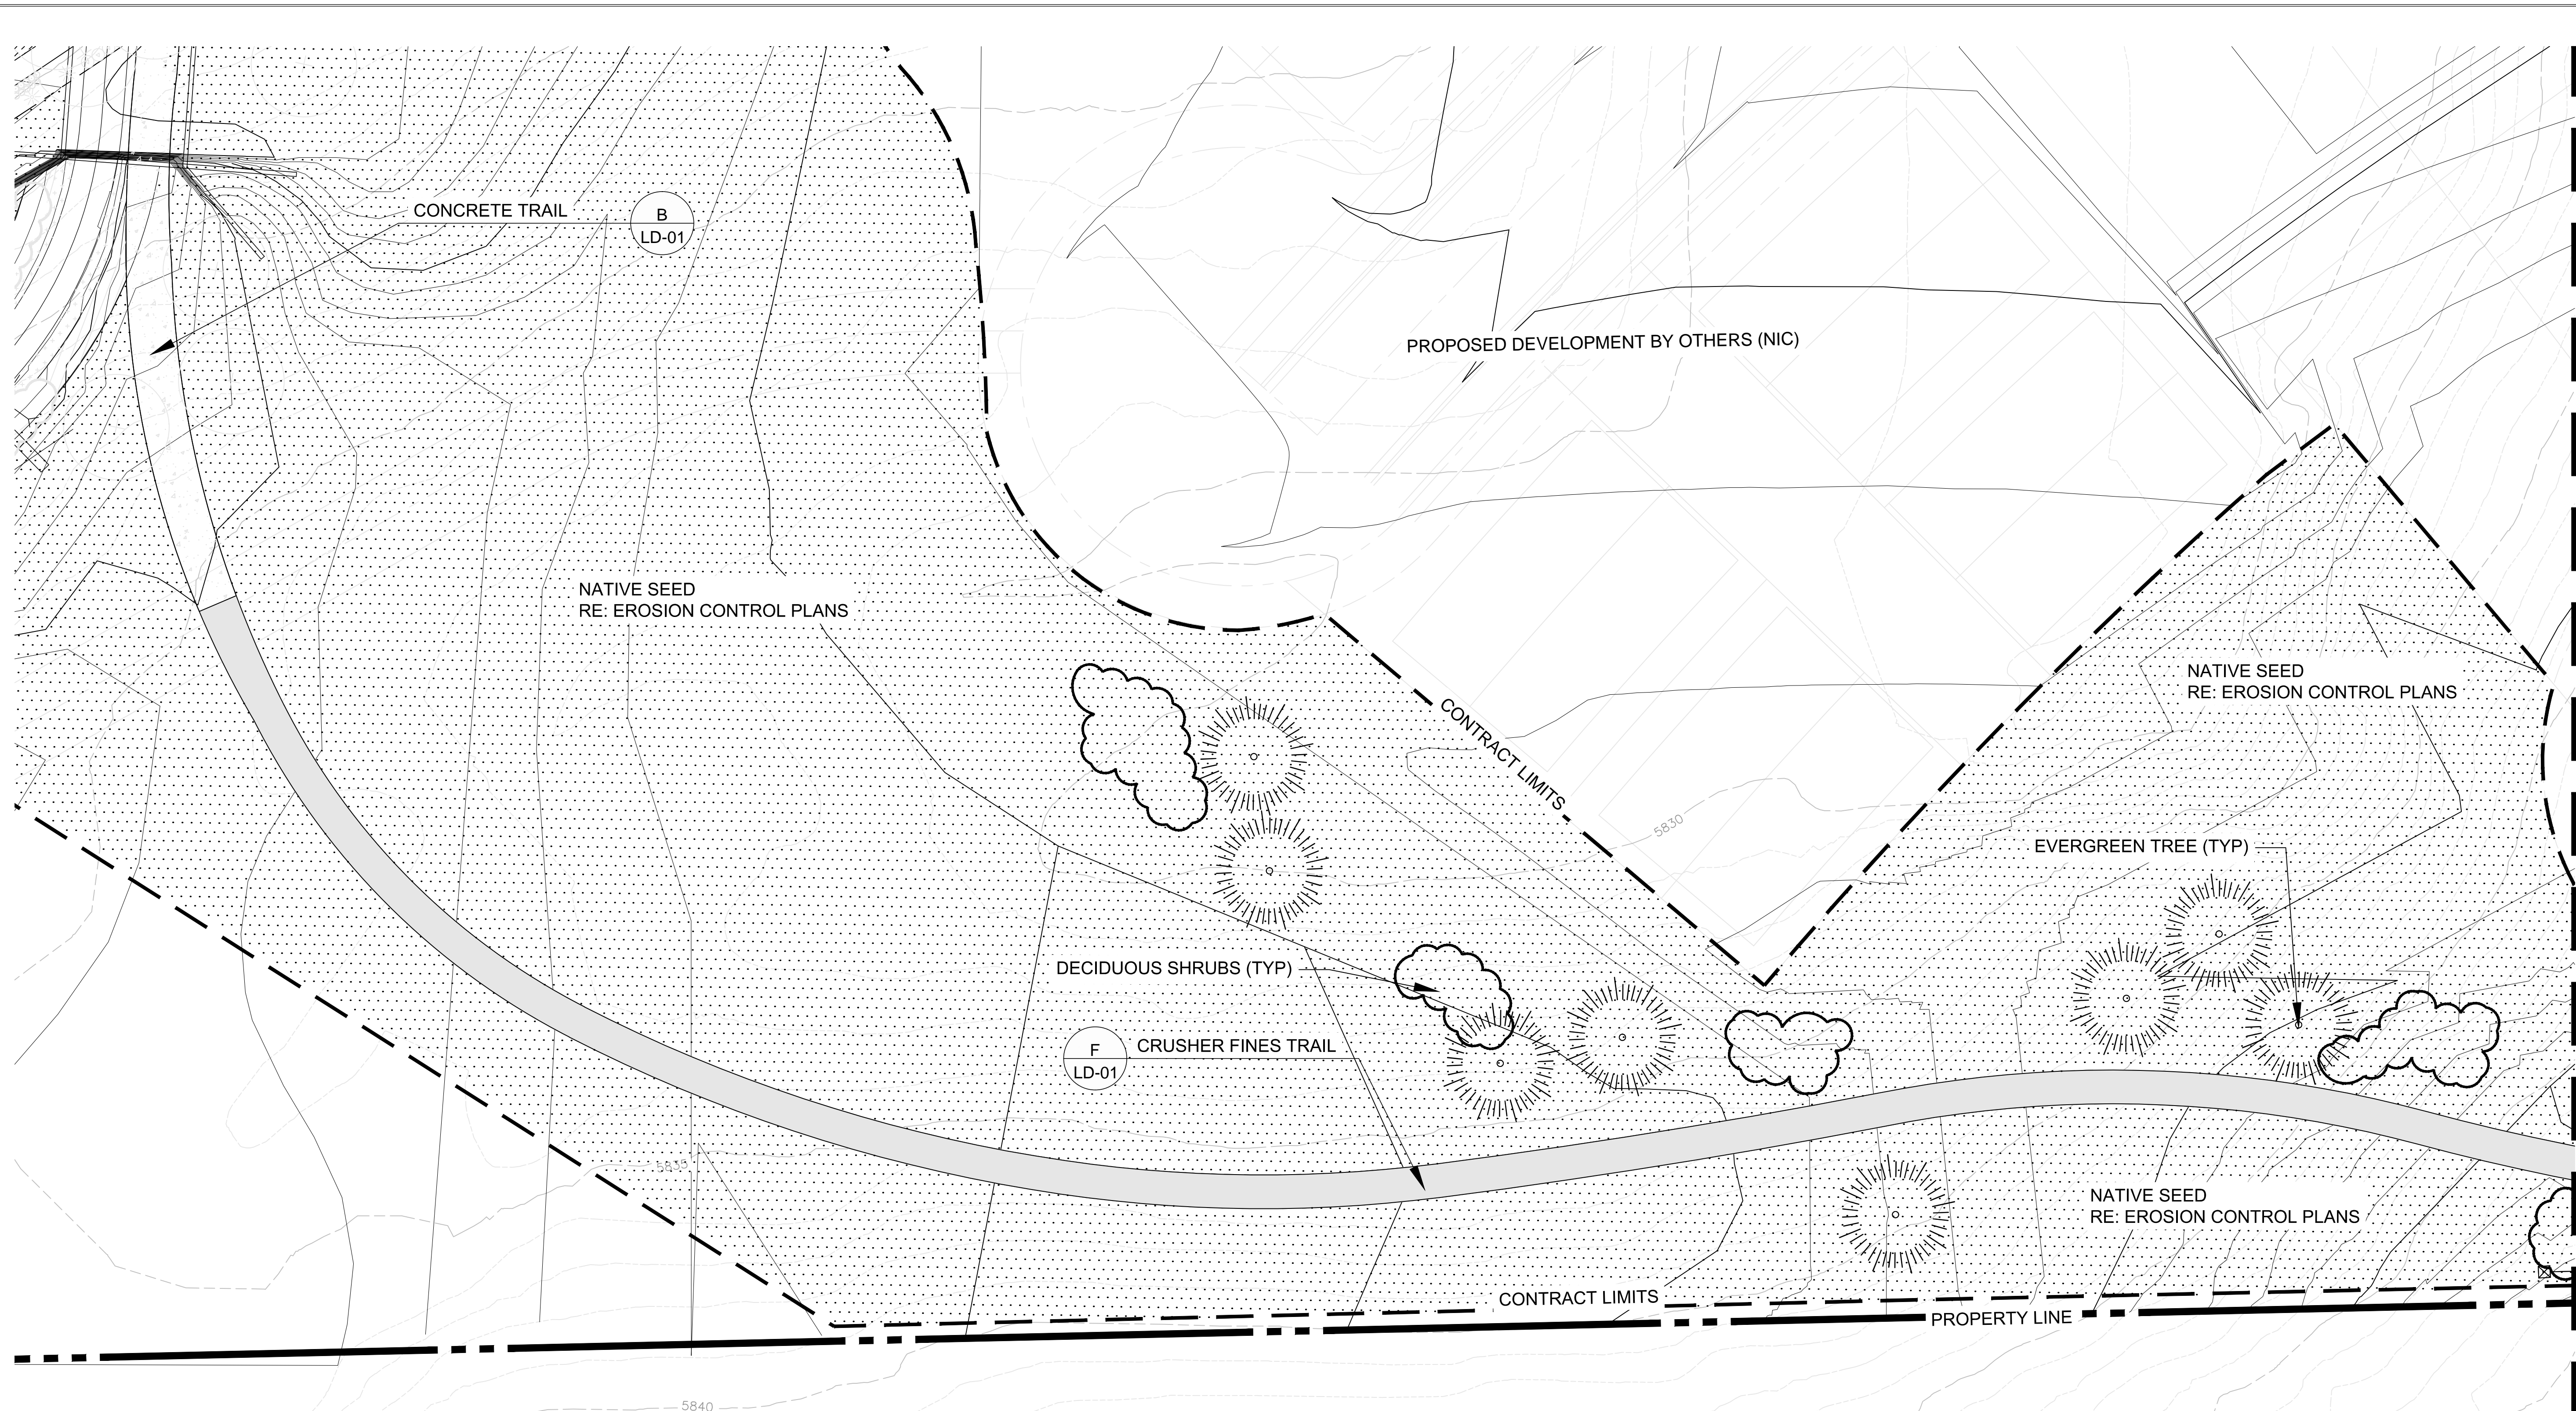 CONCRETE TRAIL
B
LD-01
PROPOSED DEVELOPMENT BY OTHERS (NIC)
NATIVE SEED
RE: EROSION CONTROL PLANS
NATIVE SEED
RE: EROSION CONTROL PLANS
CONTRACT LIMITS
5830
EVERGREEN TREE (TYP)
DECIDUOUS SHRUBS (TYP)
F
LD-01
CRUSHER FINES TRAIL
5835
NATIVE SEED
RE: EROSION CONTROL PLANS
CONTRACT LIMITS
PROPERTY LINE
5840